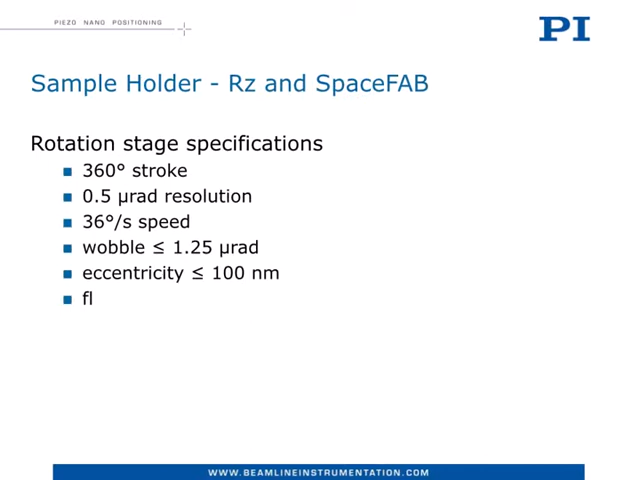 PIEZO NANO POSITIONING
PI
Sample Holder - Rz and SpaceFAB
Rotation stage specifications
360° stroke
0.5 µrad resolution
36°/s speed
wobble ≤ 1.25 µrad
eccentricity ≤ 100 nm
fl
WWW.BEAMLINEINSTRUMENTATION.COM